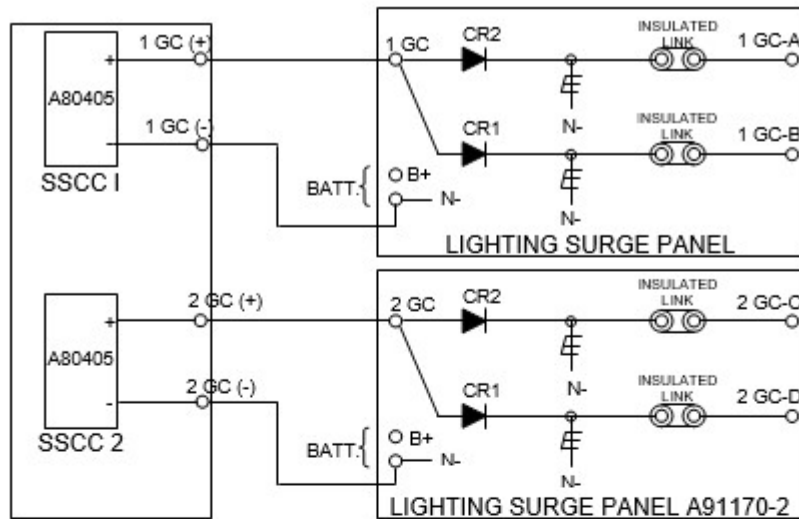 1 GC (+)
+
A80405
1 GC (-)
SSCC I
1 GC
CR2
INSULATED
LINK
1 GC-A
N-
CR1
INSULATED
LINK
1 GC-B
N-
BATT.
B+
N-
LIGHTING SURGE PANEL
2 GC (+)
+
A80405
2 GC (-)
-
SSCC 2
2 GC
CR2
INSULATED
LINK
2 GC-C
N-
CR1
INSULATED
LINK
2 GC-D
N-
BATT.
B+
N-
LIGHTING SURGE PANEL A91170-2